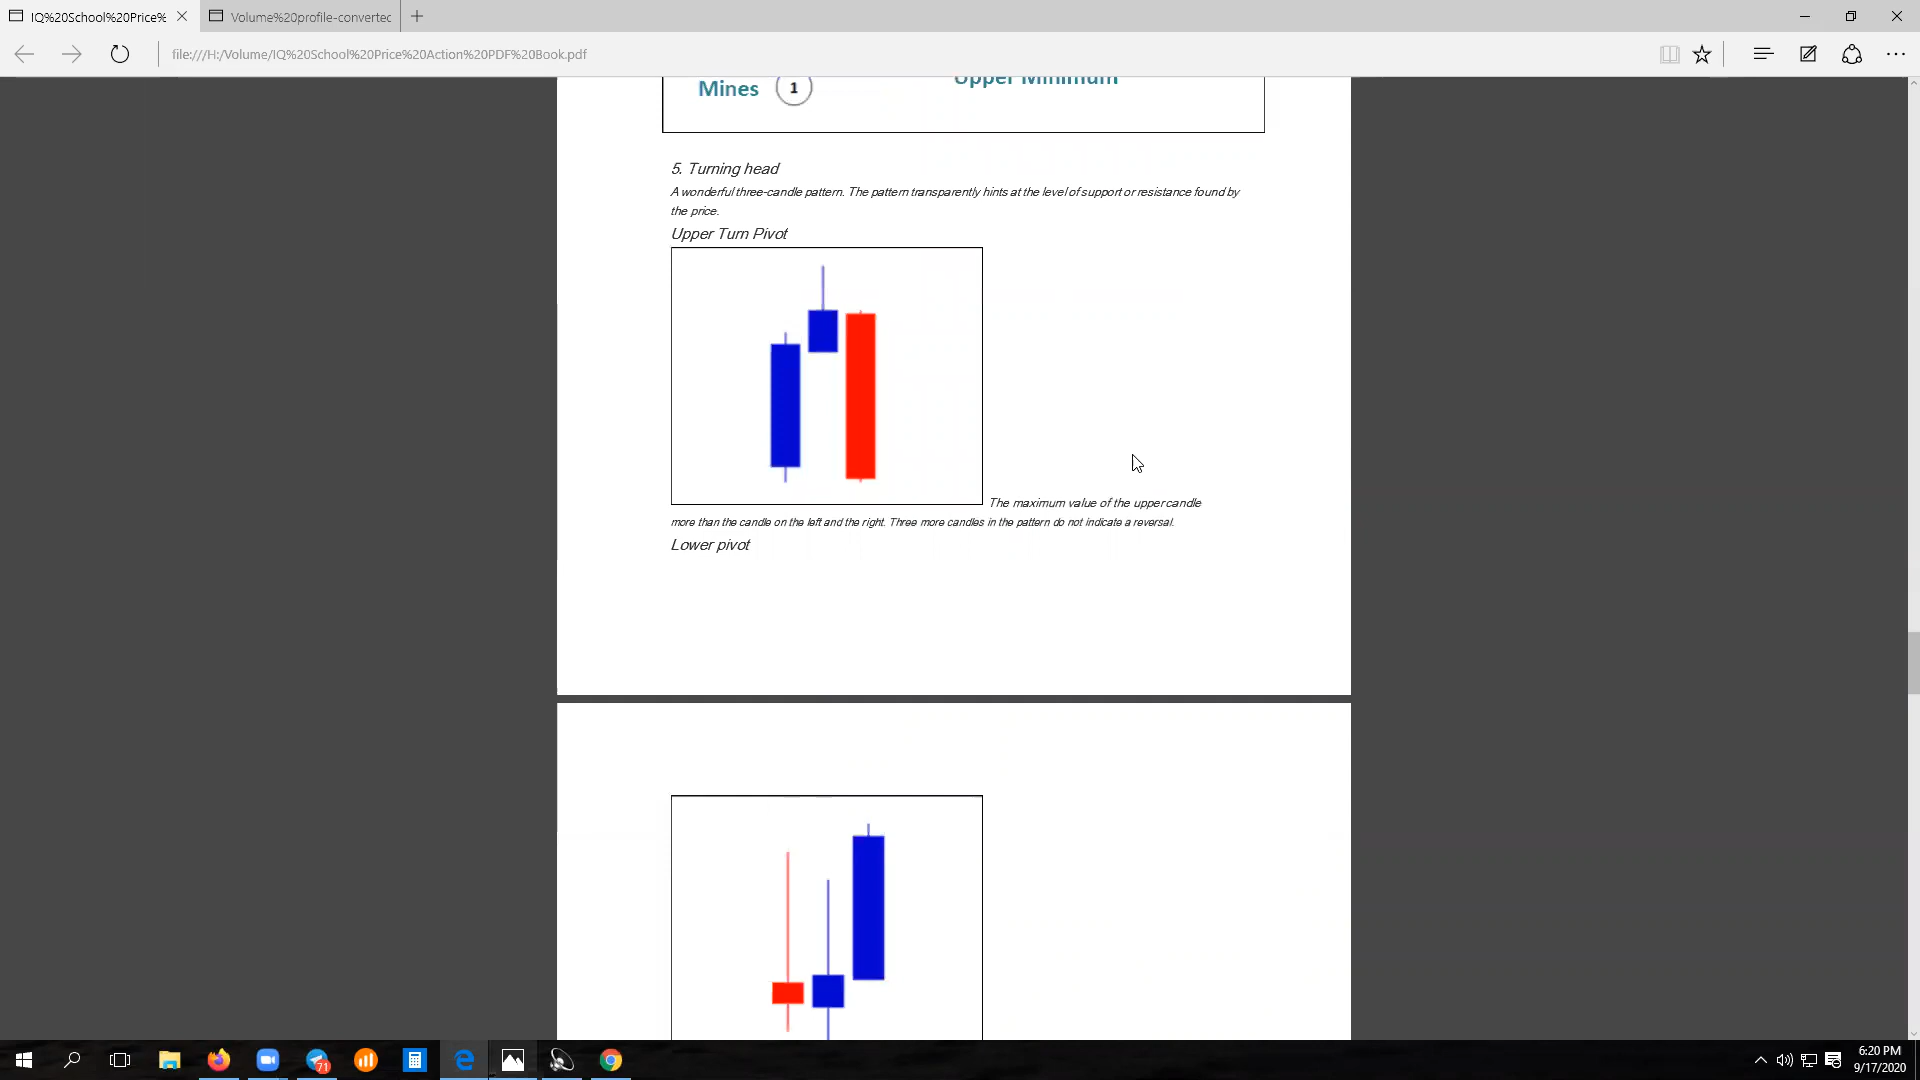 IQ%20School%20Price%
Volume%20profile-convertec
file:///H:/Volume/IQ%20School%20Price%20Action%20PDF%20Book.pdf
Upper Minimum
Mines 1
5. Turning head
A wonderful three-candle pattern. The pattern transparently hints at the level of support or resistance found by
the price.
Upper Turn Pivot
The maximum value of the upper candle
more than the candle on the left and the right. Three more candles in the pattern do not indicate a reversal.
Lower pivot
71
6:20 PM
9/17/2020